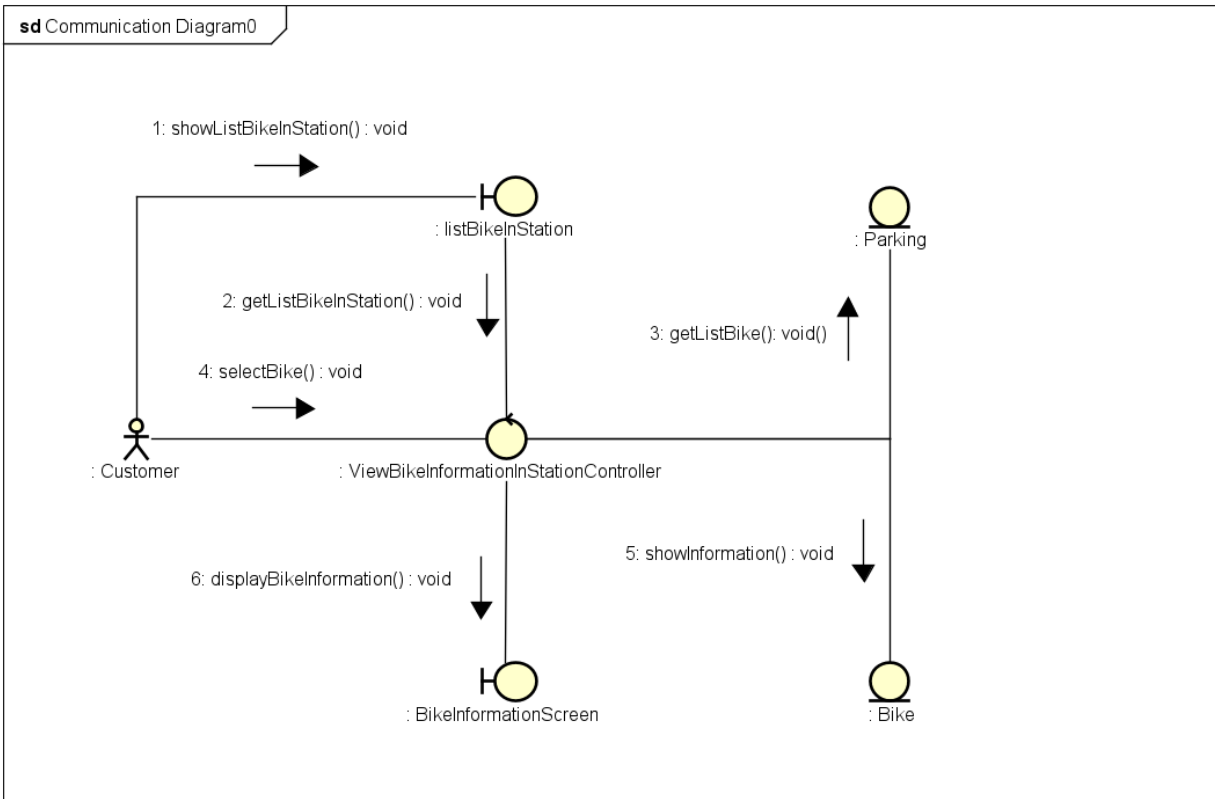 sd Communication Diagram0
1: showListBikeInStation() : void
: listBikeInStation
: Parking
2: getListBikeInStation() : void
3: getListBike(): void()
4: selectBike() : void
: Customer
: ViewBikeInformationInStationController
5: showInformation() : void
6: displayBikeInformation() : void
: BikeInformationScreen
: Bike